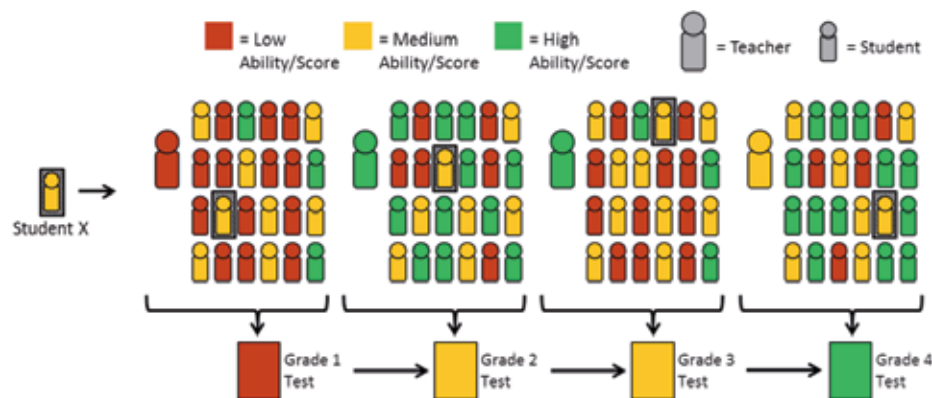 = Low
Ability/Score
= Medium
Ability/Score
= High
Ability/Score
= Teacher
= Student
Student X
Grade 1
Test
Grade 2
Test
Grade 3
Test
Grade 4
Test